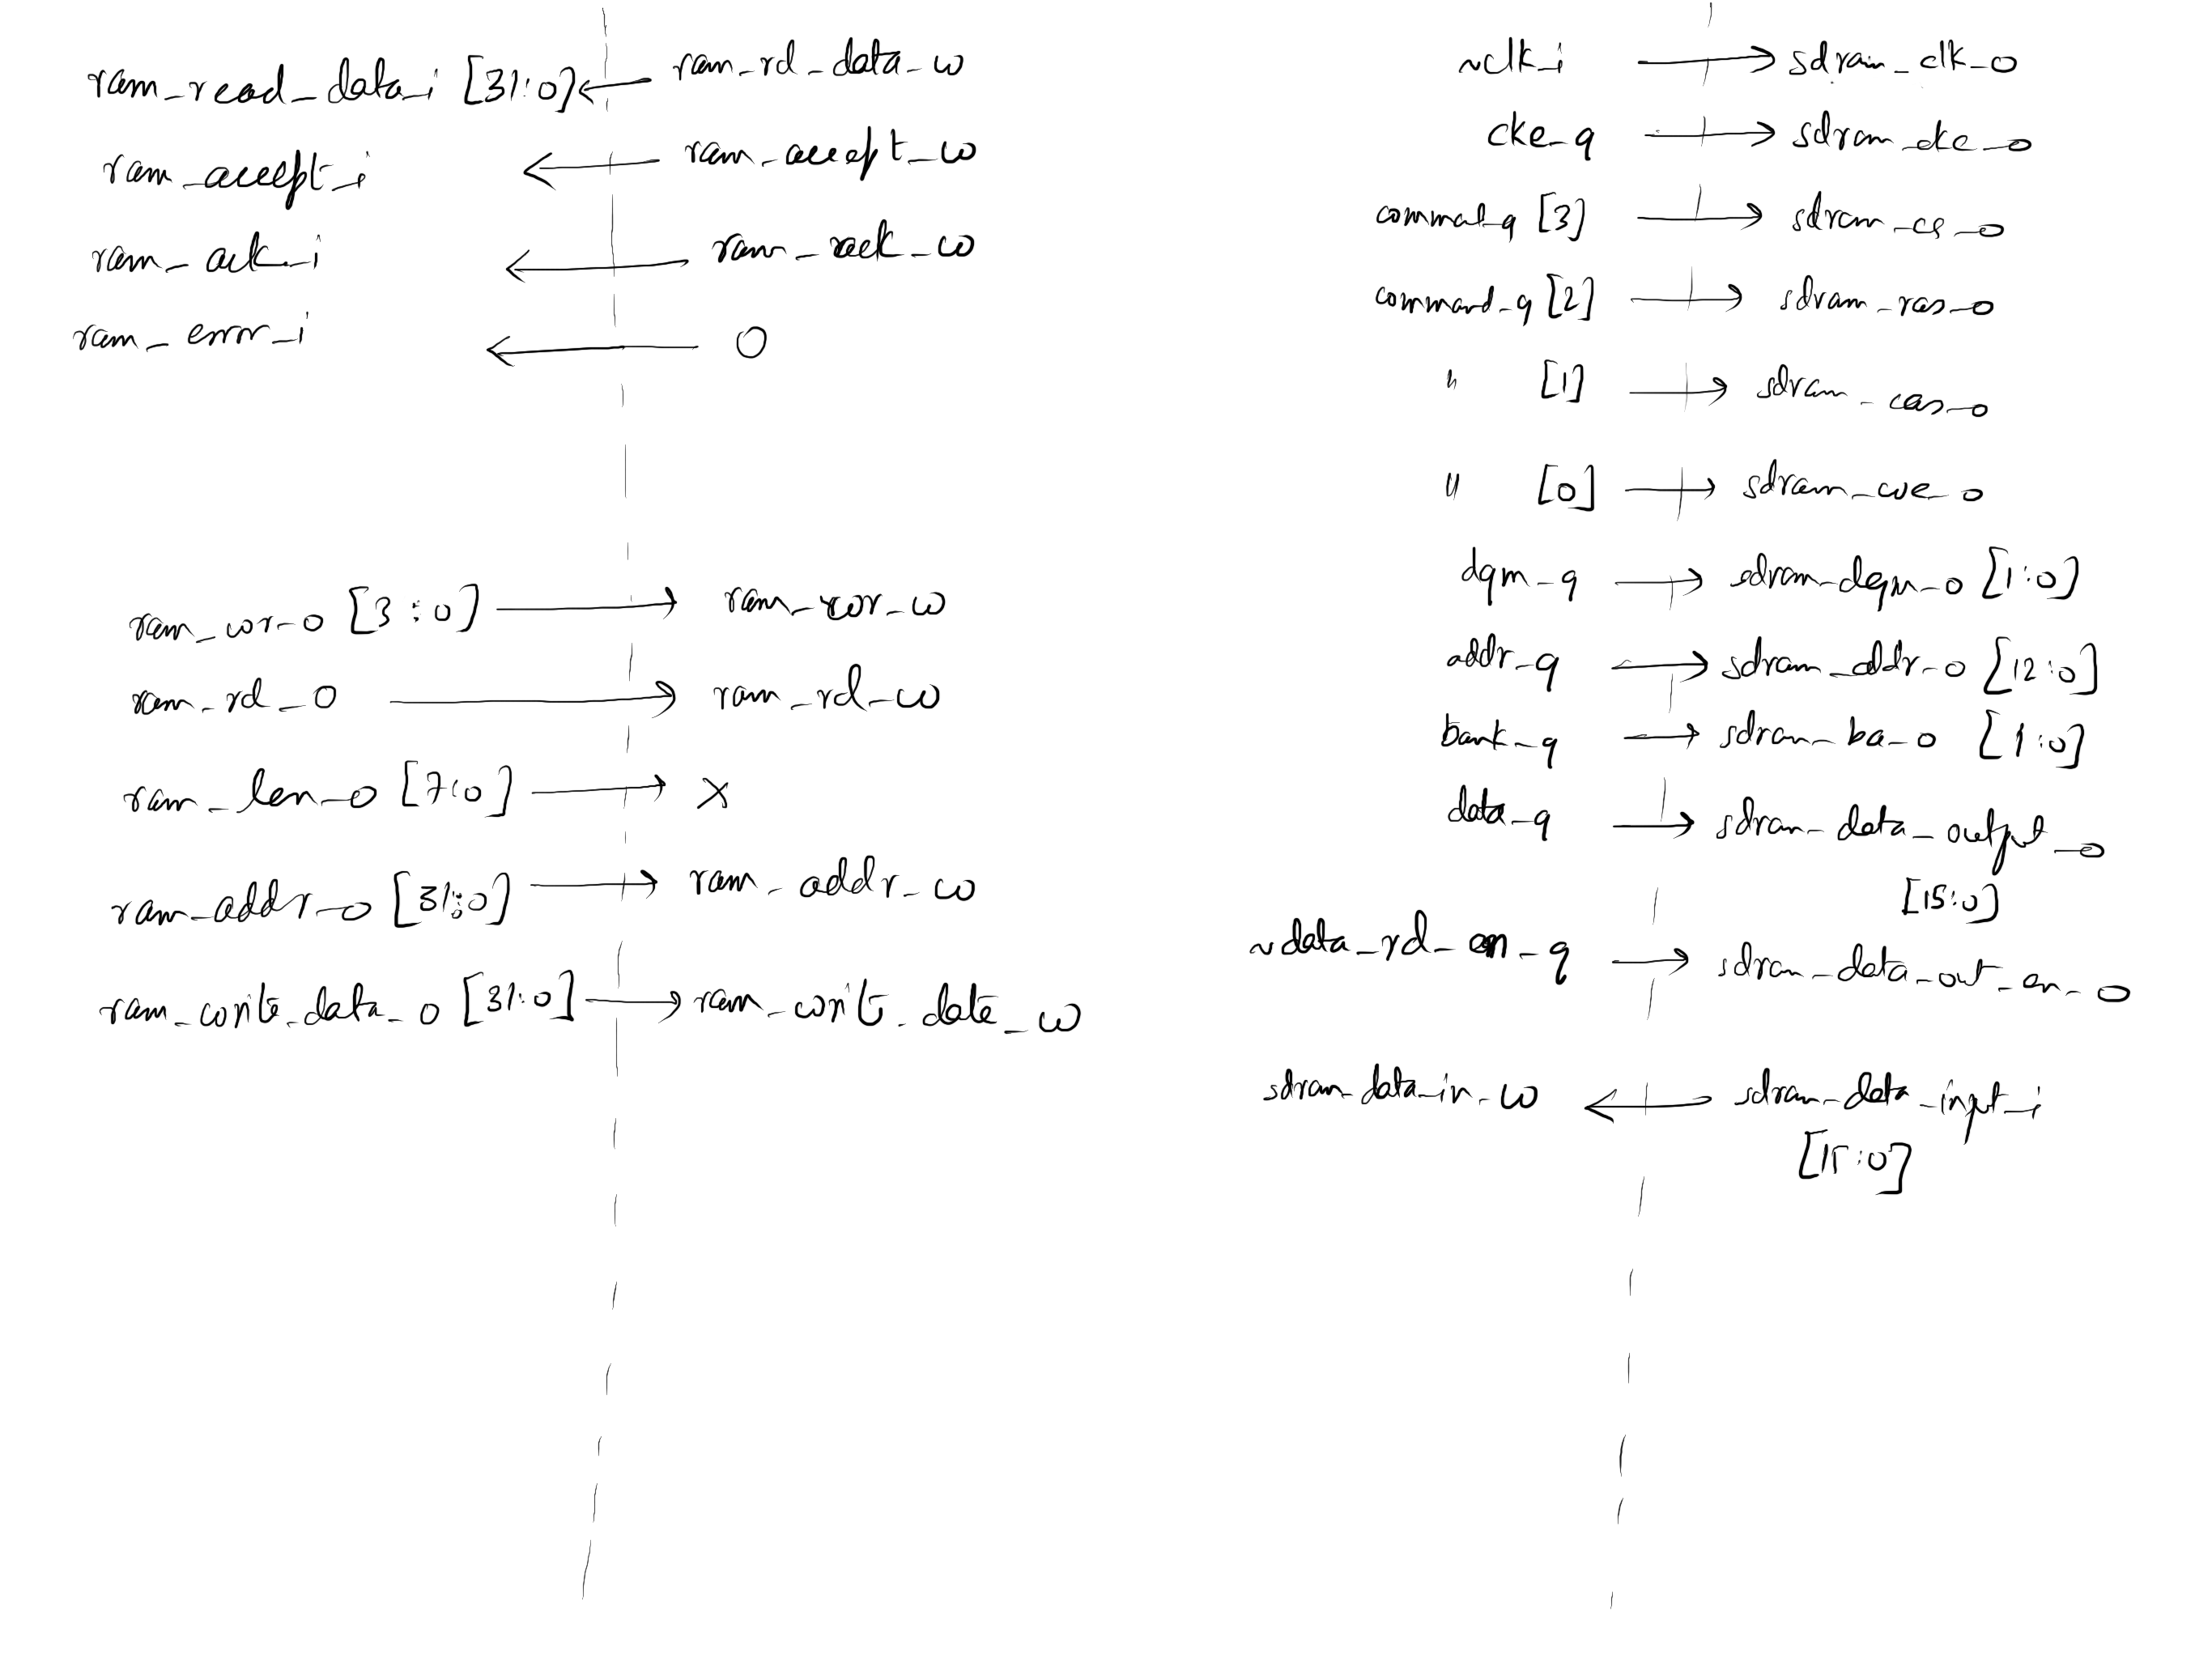 ram_read_data_i [31:0] ← ram_rd_data_w
ram_accept_i ← ram_accept_w
ram_ack_i ← ram_ack_w
ram_error_i ← 0
ram_wr_o [3:0] → ram_wr_w
ram_rd_o → ram_rd_w
ram_len_o [7:0] → x
ram_addr_o [31:0] → ram_addr_w
ram_write_data_o [31:0] → ram_write_data_w
~clk_i → sdram_clk_o
cke_q → sdram_cke_o
command_q [3] → sdram_cs_o
command_q [2] → sdram_ras_o
" [1] → sdram_cas_o
" [0] → sdram_we_o
dqm_q → sdram_dqm_o [1:0]
addr_q → sdram_addr_o [12:0]
bank_q → sdram_ba_o [1:0]
data_q → sdram_data_output_o
[15:0]
~data_rd_en_q → sdram_data_out_en_o
sdram_data_in_w ← sdram_data_input_i
[15:0]